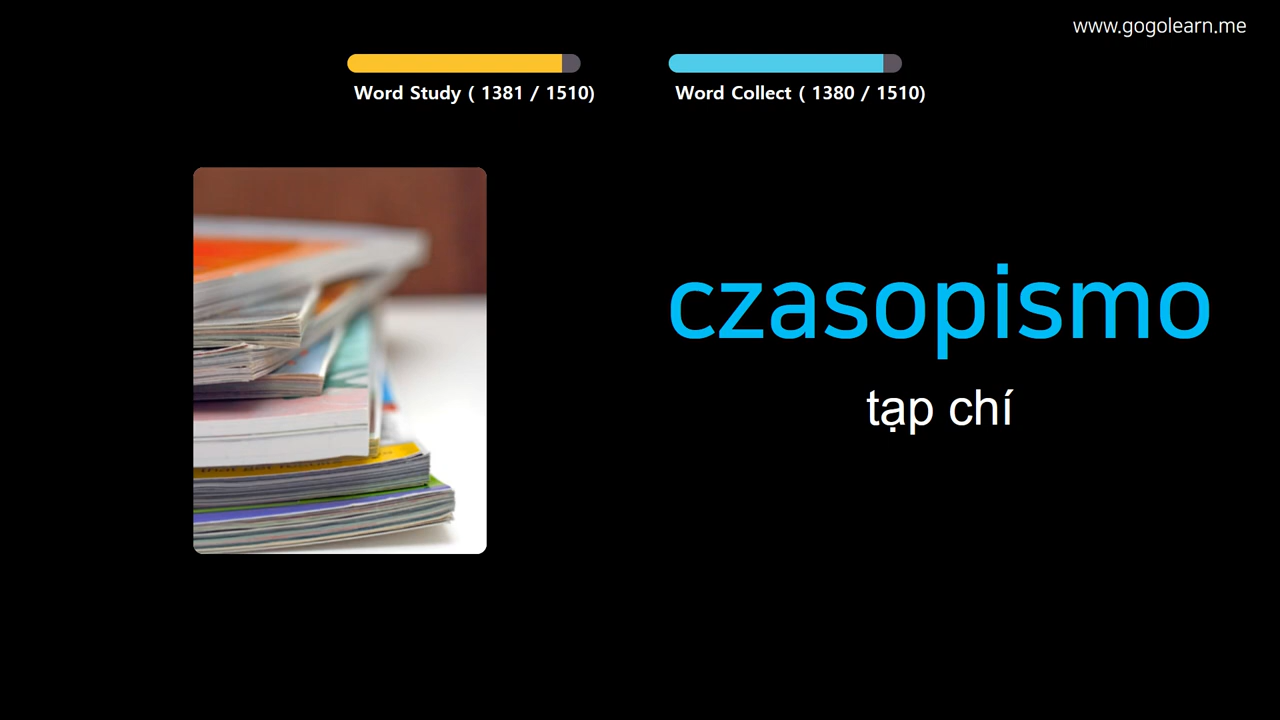 www.gogolearn.me
Word Study ( 1381 / 1510)
Word Collect ( 1380 / 1510)
czasopismo
tạp chí